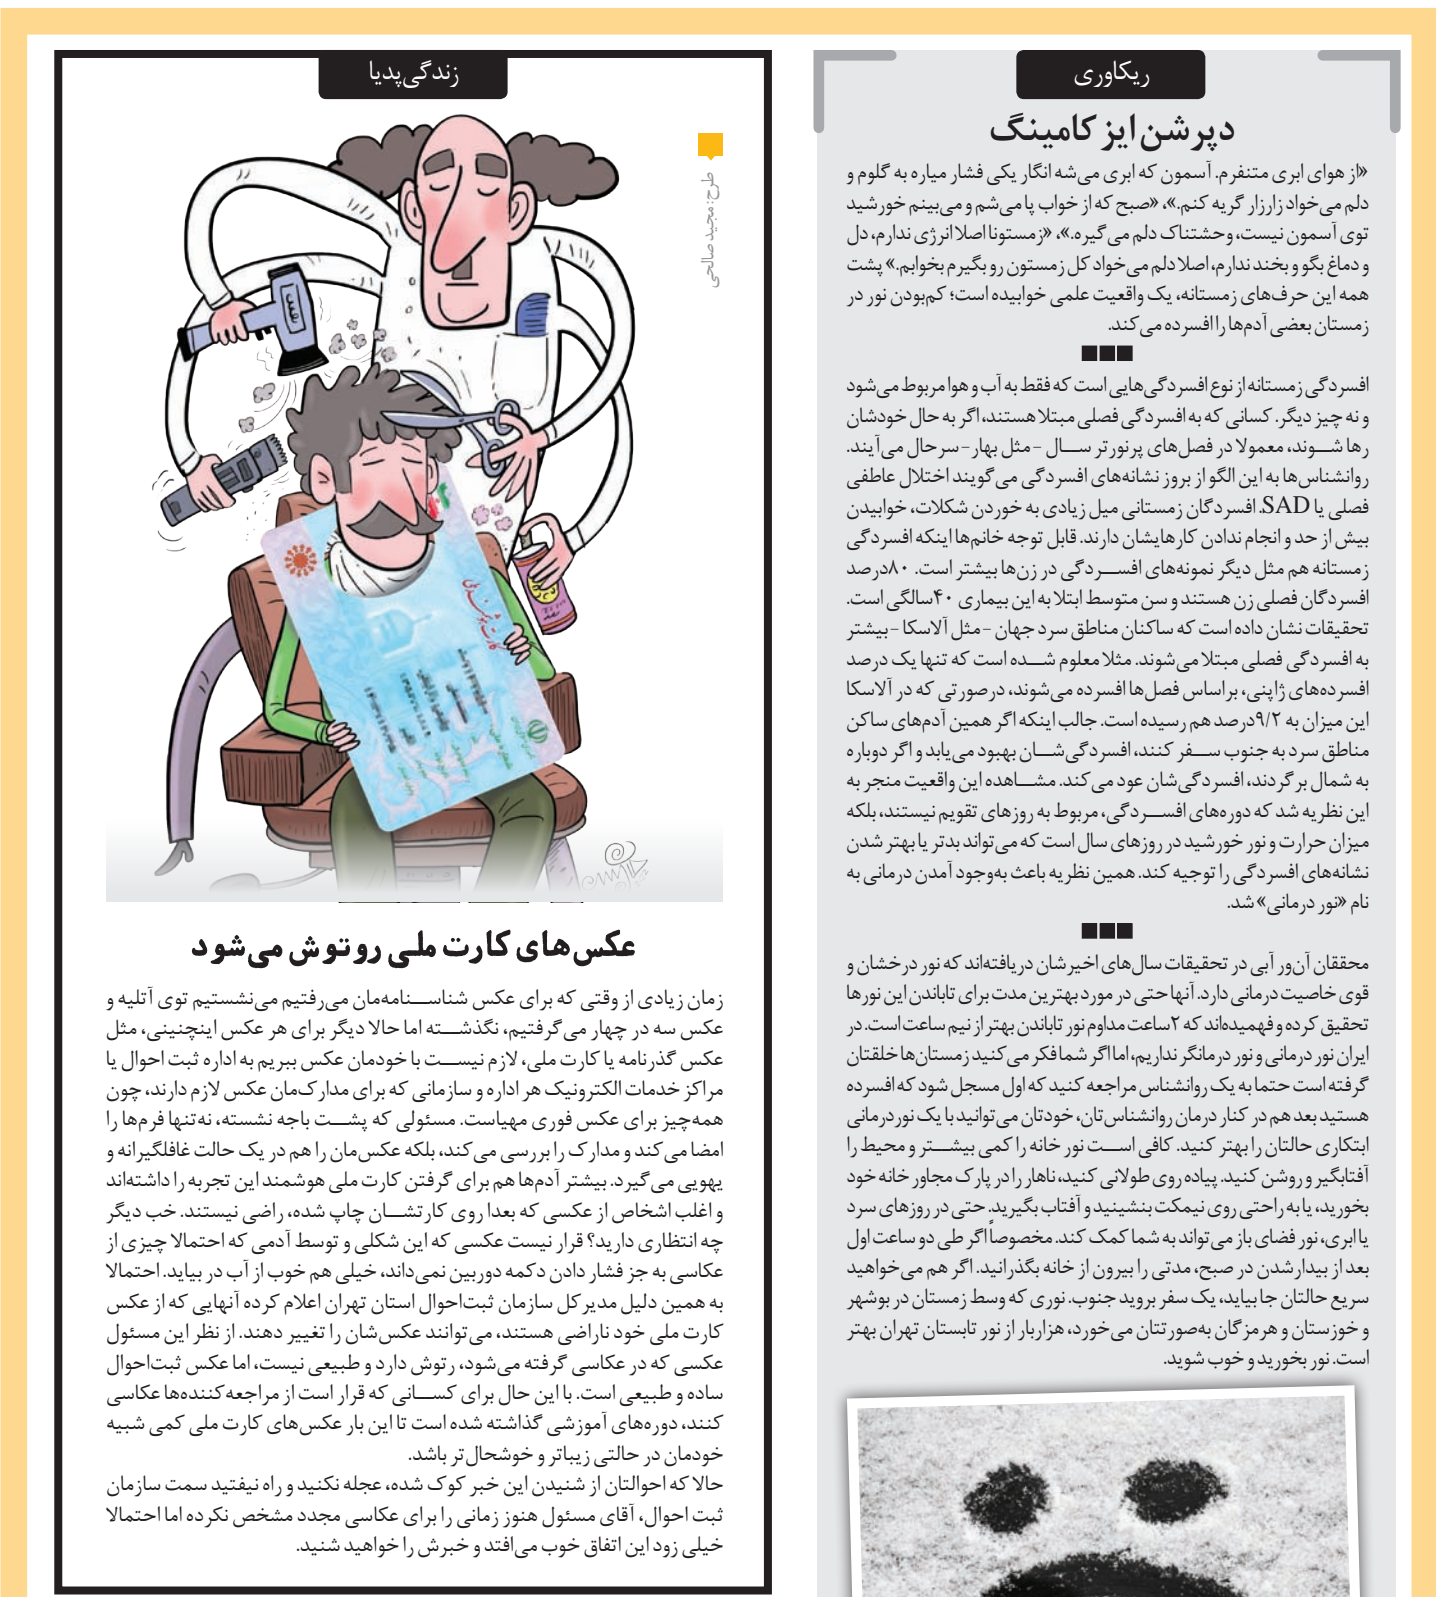 ریکاوری
دپرشن ایز کامینگ
«از هوای ابری متنفرم. آسمون که ابری می‌شه انگار یکی فشار میاره به گلوم و
دلم می‌خواد زارزار گریه کنم.»، «صبح که از خواب پا می‌شم و می‌بینم خورشید
توی آسمون نیست، وحشتناک دلم می‌گیره.»، «زمستونا اصلا انرژی ندارم، دل
و دماغ بگو و بخند ندارم، اصلا دلم می‌خواد کل زمستون رو بگیرم بخوابم.» پشت
همه این حرف‌های زمستانه، یک واقعیت علمی خوابیده است؛ کم‌بودن نور در
زمستان بعضی آدم‌ها را افسرده می‌کند.
افسردگی زمستانه از نوع افسردگی‌هایی است که فقط به آب و هوا مربوط می‌شود
و نه چیز دیگر. کسانی که به افسردگی فصلی مبتلا هستند، اگر به حال خودشان
رها شوند، معمولا در فصل‌های پرنورتر سال -مثل بهار- سرحال می‌آیند.
روانشناس‌ها به این الگو از بروز نشانه‌های افسردگی می‌گویند اختلال عاطفی
فصلی یا SAD. افسردگان زمستانی میل زیادی به خوردن شکلات، خوابیدن
بیش از حد و انجام ندادن کارهایشان دارند. قابل توجه خانم‌ها اینکه افسردگی
زمستانه هم مثل دیگر نمونه‌های افسردگی در زن‌ها بیشتر است. ۸۰درصد
افسردگان فصلی زن هستند و سن متوسط ابتلا به این بیماری ۴۰سالگی است.
تحقیقات نشان داده است که ساکنان مناطق سرد جهان -مثل آلاسکا- بیشتر
به افسردگی فصلی مبتلا می‌شوند. مثلا معلوم شده است که تنها یک درصد
افسرده‌های ژاپنی، براساس فصل‌ها افسرده می‌شوند، درصورتی که در آلاسکا
این میزان به ۹/۲درصد هم رسیده است. جالب اینکه اگر همین آدم‌های ساکن
مناطق سرد به جنوب سفر کنند، افسردگی‌شان بهبود می‌یابد و اگر دوباره
به شمال برگردند، افسردگی‌شان عود می‌کند. مشاهده این واقعیت منجر به
این نظریه شد که دوره‌های افسردگی، مربوط به روزهای تقویم نیستند، بلکه
میزان حرارت و نور خورشید در روزهای سال است که می‌تواند بدتر یا بهتر شدن
نشانه‌های افسردگی را توجیه کند. همین نظریه باعث به‌وجود آمدن درمانی به
نام «نور درمانی» شد.
محققان آن‌ور آبی در تحقیقات سال‌های اخیرشان دریافته‌اند که نور درخشان و
قوی خاصیت درمانی دارد. آنها حتی در مورد بهترین مدت برای تاباندن این نورها
تحقیق کرده و فهمیده‌اند که ۲ساعت مداوم نور تاباندن بهتر از نیم ساعت است. در
ایران نور درمانی و نور درمانگر نداریم، اما اگر شما فکر می‌کنید زمستان‌ها خلقتان
گرفته است حتما به یک روانشناس مراجعه کنید که اول مسجل شود که افسرده
هستید بعد هم در کنار درمان روانشناس‌تان، خودتان می‌توانید با یک نوردرمانی
ابتکاری حالتان را بهتر کنید. کافی است نور خانه را کمی بیشتر و محیط را
آفتابگیر و روشن کنید. پیاده روی طولانی کنید، ناهار را در پارک مجاور خانه خود
بخورید، یا به راحتی روی نیمکت بنشینید و آفتاب بگیرید. حتی در روزهای سرد
یا ابری، نور فضای باز می‌تواند به شما کمک کند. مخصوصاً اگر طی دو ساعت اول
بعد از بیدارشدن در صبح، مدتی را بیرون از خانه بگذرانید. اگر هم می‌خواهید
سریع حالتان جا بیاید، یک سفر بروید جنوب. نوری که وسط زمستان در بوشهر
و خوزستان و هرمزگان به‌صورتتان می‌خورد، هزاربار از نور تابستان تهران بهتر
است. نور بخورید و خوب شوید.
زندگی‌پدیا
طرح: مجید صالحی
عکس‌های کارت ملی روتوش می‌شود
زمان زیادی از وقتی که برای عکس شناسنامه‌مان می‌رفتیم می‌نشستیم توی آتلیه و
عکس سه در چهار می‌گرفتیم، نگذشته اما حالا دیگر برای هر عکس اینچنینی، مثل
عکس گذرنامه یا کارت ملی، لازم نیست با خودمان عکس ببریم به اداره ثبت احوال یا
مراکز خدمات الکترونیک هر اداره و سازمانی که برای مدارک‌مان عکس لازم دارند، چون
همه‌چیز برای عکس فوری مهیاست. مسئولی که پشت باجه نشسته، نه‌تنها فرم‌ها را
امضا می‌کند و مدارک را بررسی می‌کند، بلکه عکس‌مان را هم در یک حالت غافلگیرانه و
یهویی می‌گیرد. بیشتر آدم‌ها هم برای گرفتن کارت ملی هوشمند این تجربه را داشته‌اند
و اغلب اشخاص از عکسی که بعدا روی کارتشان چاپ شده، راضی نیستند. خب دیگر
چه انتظاری دارید؟ قرار نیست عکسی که این شکلی و توسط آدمی که احتمالا چیزی از
عکاسی به جز فشار دادن دکمه دوربین نمی‌داند، خیلی هم خوب از آب در بیاید. احتمالا
به همین دلیل مدیرکل سازمان ثبت‌احوال استان تهران اعلام کرده آنهایی که از عکس
کارت ملی خود ناراضی هستند، می‌توانند عکس‌شان را تغییر دهند. از نظر این مسئول
عکسی که در عکاسی گرفته می‌شود، رتوش دارد و طبیعی نیست، اما عکس ثبت‌احوال
ساده و طبیعی است. با این حال برای کسانی که قرار است از مراجعه‌کننده‌ها عکاسی
کنند، دوره‌های آموزشی گذاشته شده است تا این بار عکس‌های کارت ملی کمی شبیه
خودمان در حالتی زیباتر و خوشحال‌تر باشد.
حالا که احوالتان از شنیدن این خبر کوک شده، عجله نکنید و راه نیفتید سمت سازمان
ثبت احوال، آقای مسئول هنوز زمانی را برای عکاسی مجدد مشخص نکرده اما احتمالا
خیلی زود این اتفاق خوب می‌افتد و خبرش را خواهید شنید.